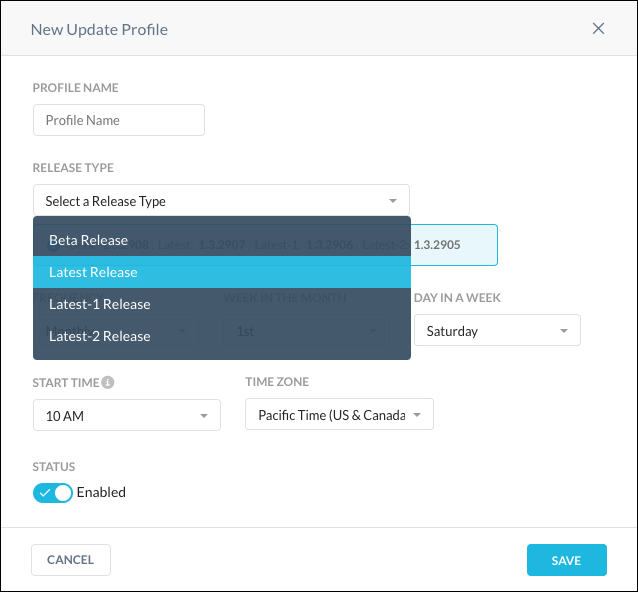 New Update Profile
PROFILE NAME
Profile Name
RELEASE TYPE
Select a Release Type
Beta Release
2908 Latest: 1.3.2907 Latest-1: 1.3.2906 Latest-2: 1.3.2905
Latest Release
WEEK IN THE MONTH DAY IN A WEEK
Latest-1 Release
Monthly 1st Saturday
Latest-2 Release
START TIME TIME ZONE
10 AM Pacific Time (US & Canada
STATUS
Enabled
CANCEL SAVE